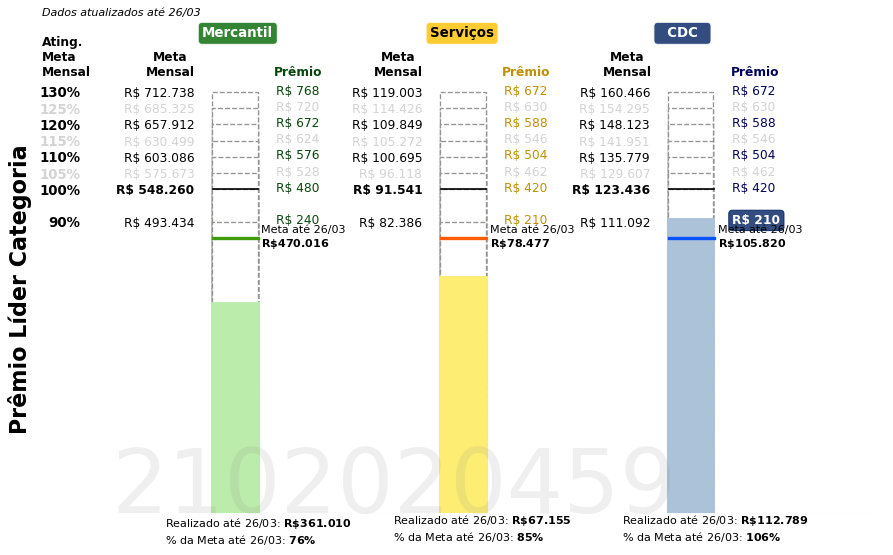 Dados atualizados até 26/03
Mercantil Serviços CDC
Ating.
Meta Meta Meta Meta
Mensal Mensal Prêmio Mensal Prêmio Mensal Prêmio
130% R$ 712.738 R$ 768 R$ 119.003 R$ 672 R$ 160.466 R$ 672
125% R$ 685.325 R$ 720 R$ 114.426 R$ 630 R$ 154.295 R$ 630
120% R$ 657.912 R$ 672 R$ 109.849 R$ 588 R$ 148.123 R$ 588
115% R$ 630.499 R$ 624 R$ 105.272 R$ 546 R$ 141.951 R$ 546
110% R$ 603.086 R$ 576 R$ 100.695 R$ 504 R$ 135.779 R$ 504
105% R$ 575.673 R$ 528 R$ 96.118 R$ 462 R$ 129.607 R$ 462
100% R$ 548.260 R$ 480 R$ 91.541 R$ 420 R$ 123.436 R$ 420
90% R$ 493.434 R$ 240 R$ 82.386 R$ 210 R$ 111.092 R$ 210
Meta até 26/03 Meta até 26/03 Meta até 26/03
R$470.016 R$78.477 R$105.820
Prêmio Líder Categoria
2102020459
Realizado até 26/03: R$361.010 Realizado até 26/03: R$67.155 Realizado até 26/03: R$112.789
% da Meta até 26/03: 76% % da Meta até 26/03: 85% % da Meta até 26/03: 106%